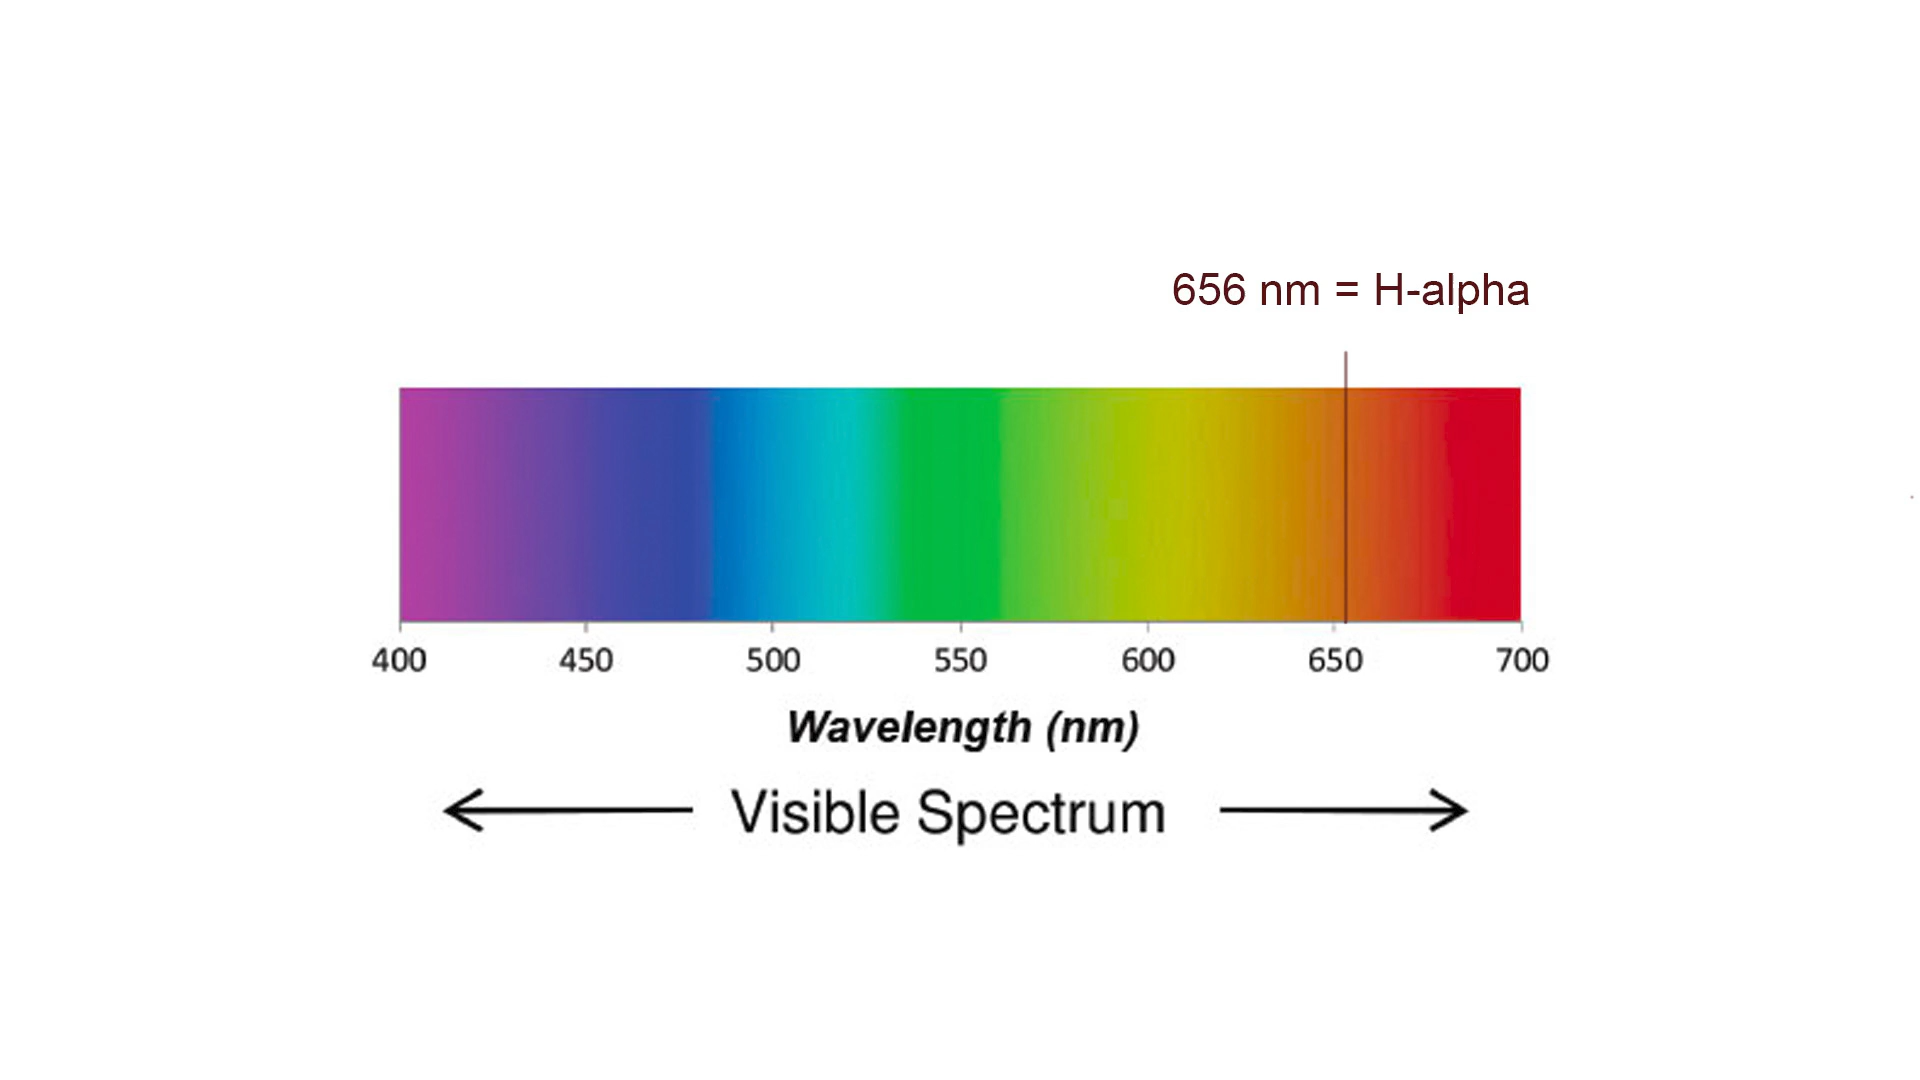 656 nm = H-alpha
400 450 500 550 600 650 700
Wavelength (nm)
Visible Spectrum